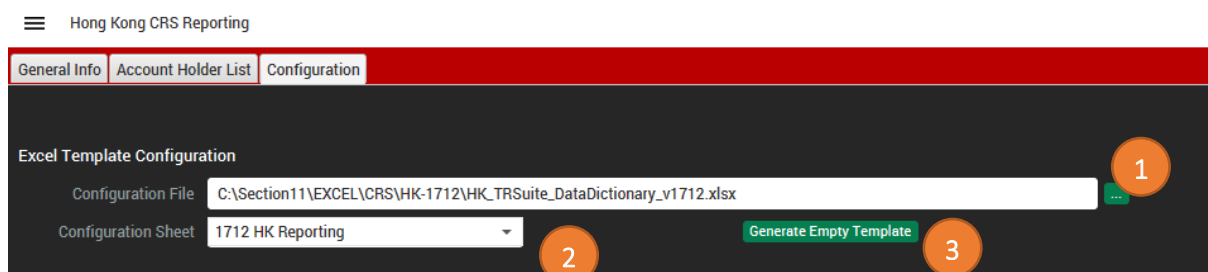 Hong Kong CRS Reporting
General Info Account Holder List Configuration
Excel Template Configuration
1
Configuration File C:\Section11\EXCEL\CRS\HK-1712\HK_TRSuite_DataDictionary_v1712.xlsx ...
Configuration Sheet 1712 HK Reporting Generate Empty Template
2 3